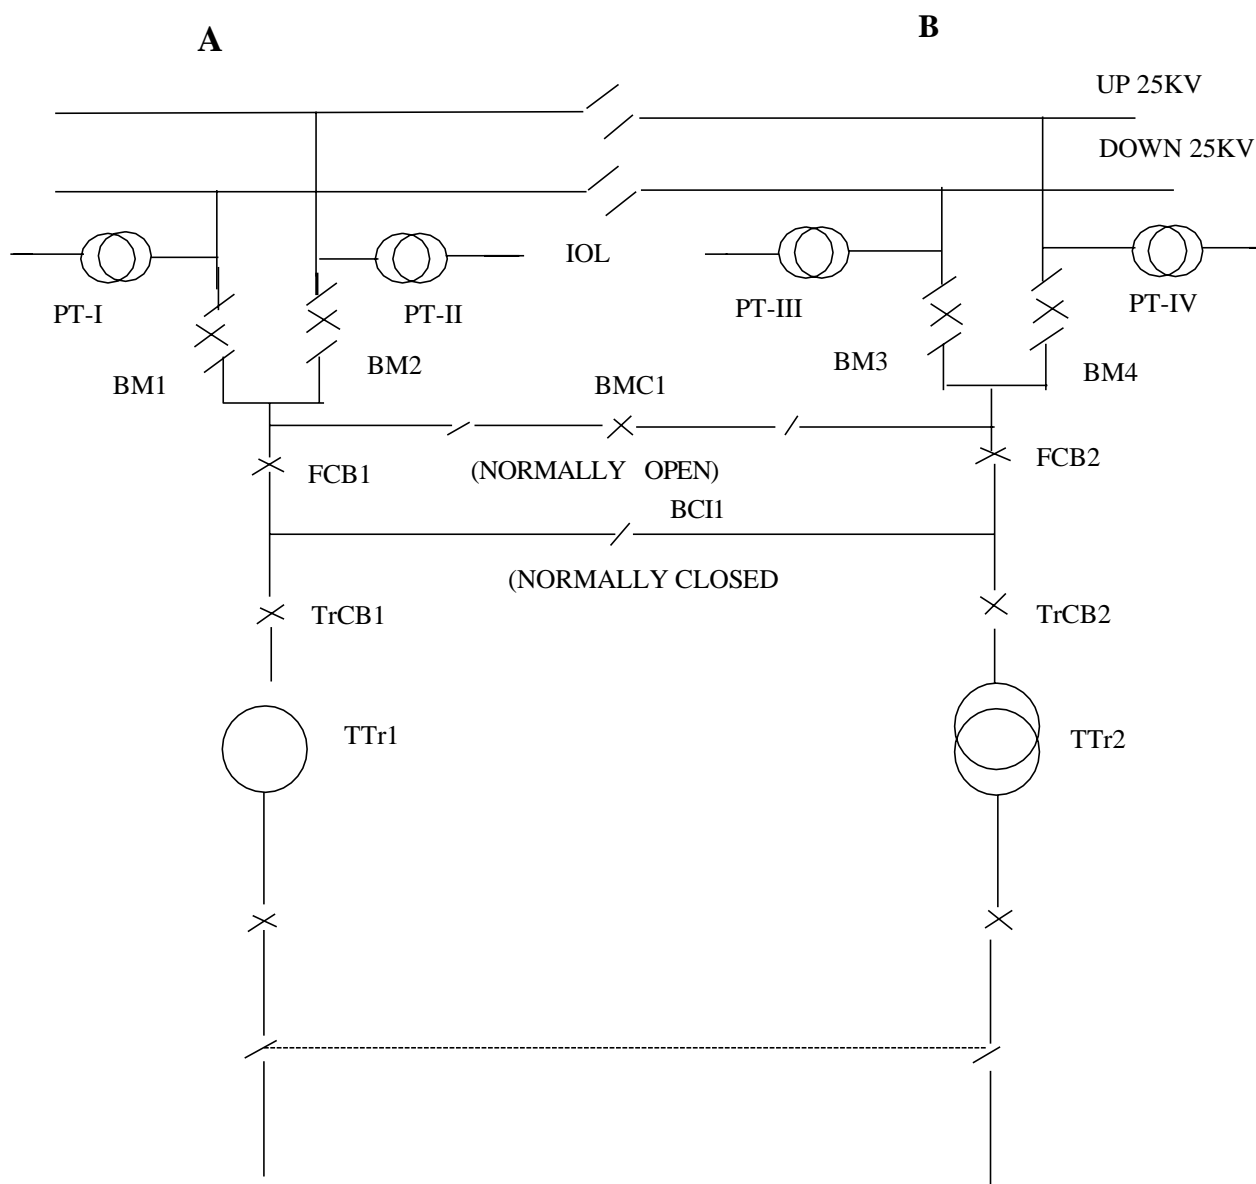 A
B
UP 25KV
DOWN 25KV
IOL
PT-I
PT-II
PT-III
PT-IV
BM1
BM2
BMC1
BM3
BM4
FCB1
(NORMALLY OPEN)
FCB2
BCI1
(NORMALLY CLOSED
TrCB1
TrCB2
TTr1
TTr2